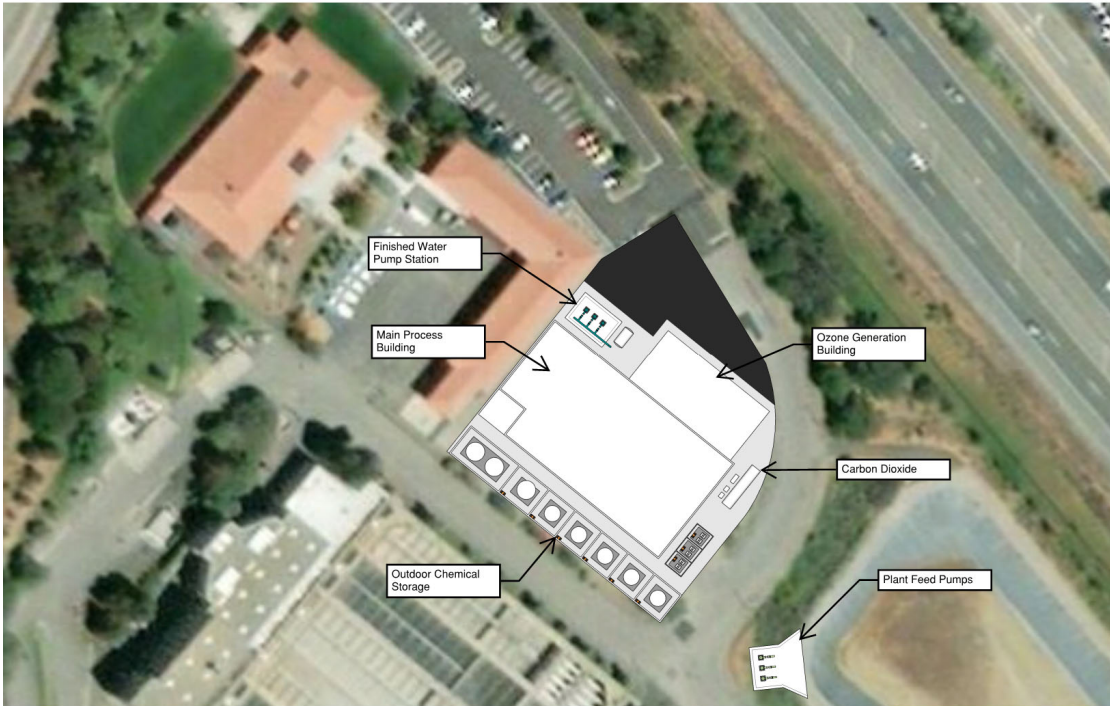 Finished Water
Pump Station
Main Process
Building
Ozone Generation
Building
Carbon Dioxide
Outdoor Chemical
Storage
Plant Feed Pumps